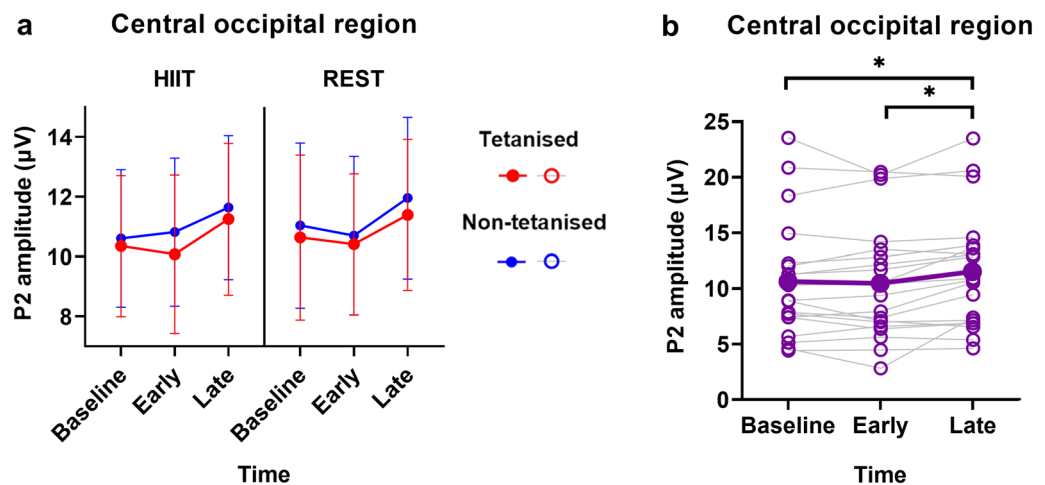 a
Central occipital region
HIIT
REST
P2 amplitude (µV)
14
12
10
8
Baseline
Early
Late
Baseline
Early
Late
Time
Tetanised
Non-tetanised
b
Central occipital region
*
*
P2 amplitude (µV)
25
20
15
10
5
0
Baseline Early Late
Time